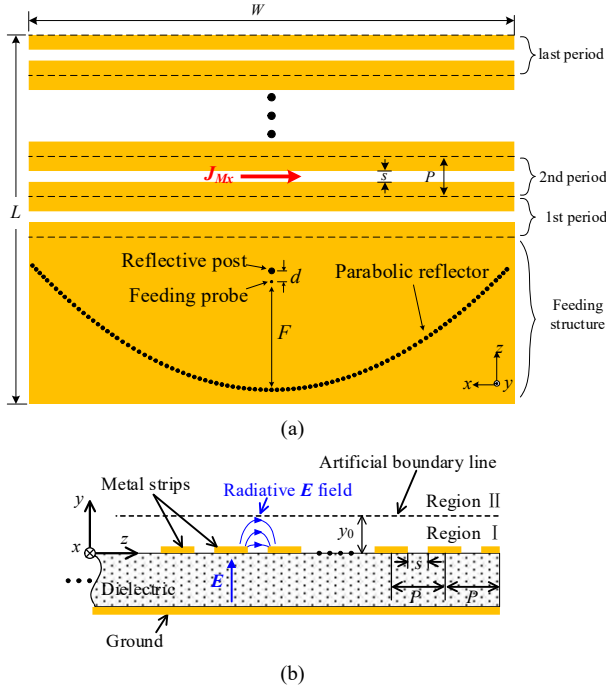 W
last period
J_Mx
s
P
2nd period
L
1st period
Reflective post
d
Parabolic reflector
Feeding probe
F
Feeding
structure
z
x
y
(a)
Artificial boundary line
Metal strips
Radiative E field
Region II
y
y0
Region I
x
z
s
E
P
P
Dielectric
Ground
(b)